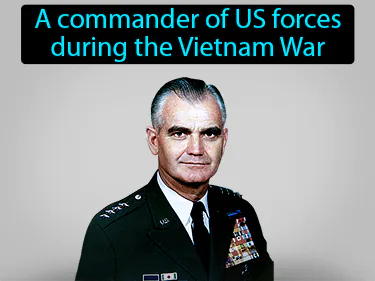 A commander of US forces
during the Vietnam War